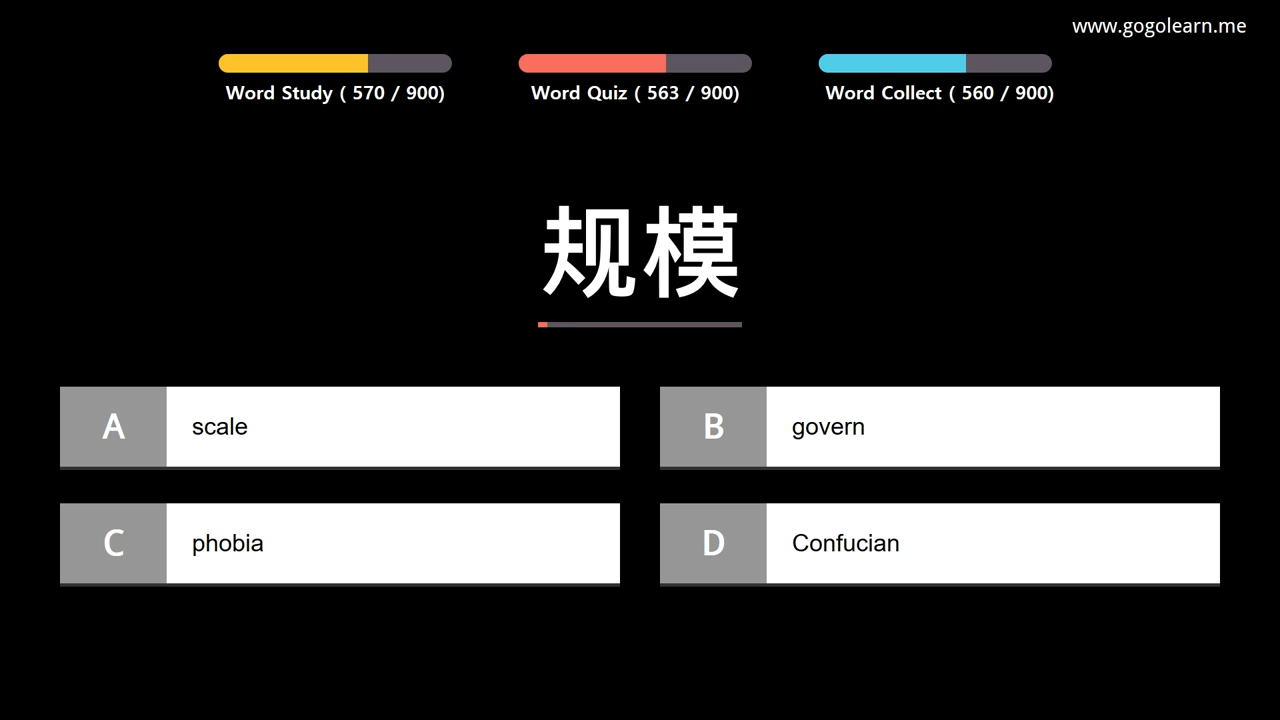 www.gogolearn.me
Word Study ( 570 / 900)
Word Quiz ( 563 / 900)
Word Collect ( 560 / 900)
规模
A scale
B govern
C phobia
D Confucian